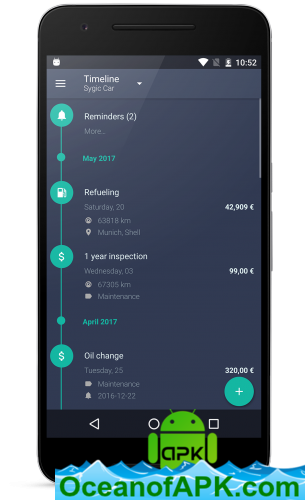 10:52
Timeline
Sygic Car
Reminders (2)
More...
May 2017
Refueling
Saturday, 20
42,909 €
63818 km
Munich, Shell
1 year inspection
Wednesday, 03
99,00 €
67305 km
Maintenance
April 2017
Oil change
Tuesday, 25
320,00 €
Maintenance
2016-12-22
APK
OceanofAPK.com